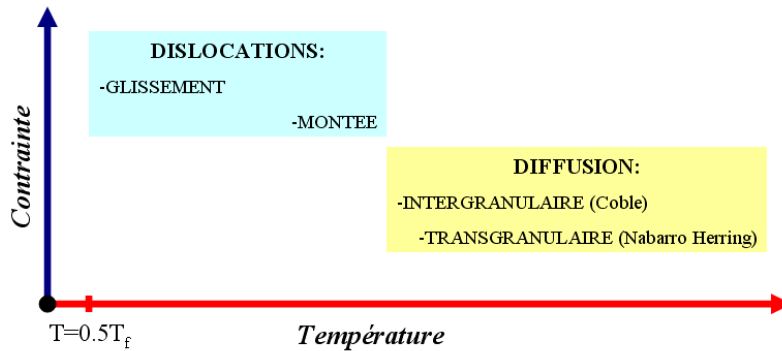 DISLOCATIONS:
-GLISSEMENT
-MONTEE
Contrainte
DIFFUSION:
-INTERGRANULAIRE (Coble)
-TRANSGRANULAIRE (Nabarro Herring)
T=0.5Tf
Température